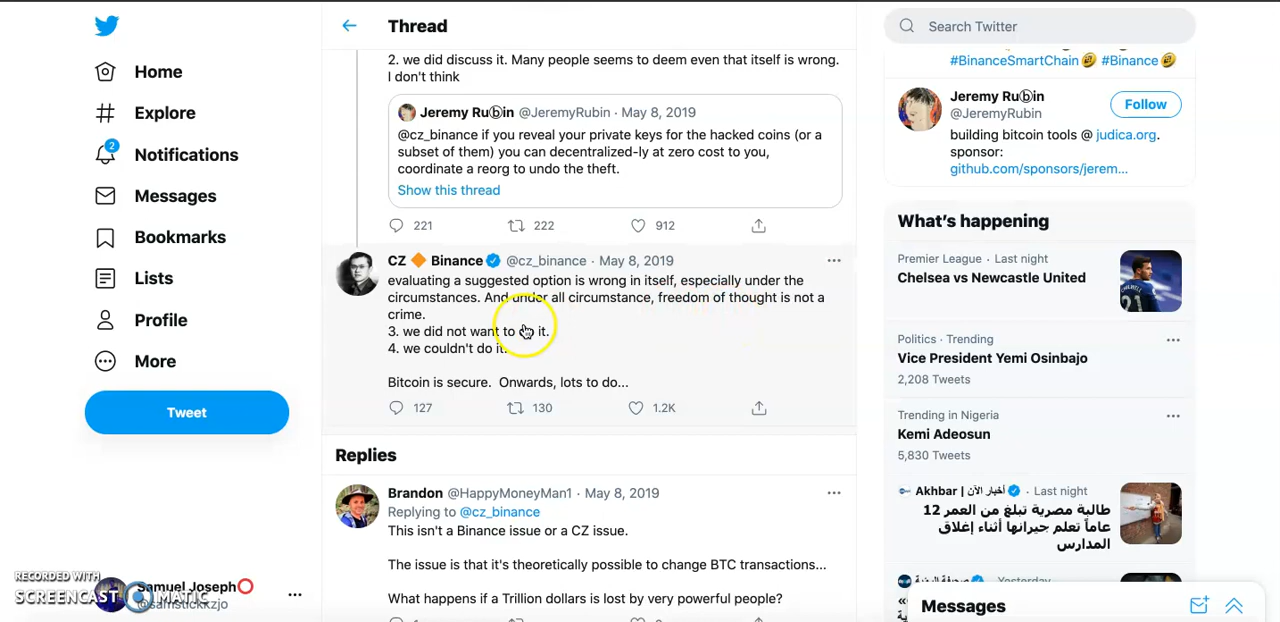 Home
Explore
2
Notifications
Messages
Bookmarks
Lists
Profile
More
Tweet
Samuel Joseph⭕
@samstickkzjo
RECORDED WITH
SCREENCAST MATIC
Thread
2. we did discuss it. Many people seems to deem even that itself is wrong.
I don't think
Jeremy Ruⓑin @JeremyRubin · May 8, 2019
@cz_binance if you reveal your private keys for the hacked coins (or a
subset of them) you can decentralized-ly at zero cost to you,
coordinate a reorg to undo the theft.
Show this thread
221 222 912
CZ 🔶 Binance @cz_binance · May 8, 2019
evaluating a suggested option is wrong in itself, especially under the
circumstances. And under all circumstance, freedom of thought is not a
crime.
3. we did not want to do it.
4. we couldn't do it.
Bitcoin is secure. Onwards, lots to do...
127 130 1.2K
Replies
Brandon @HappyMoneyMan1 · May 8, 2019
Replying to @cz_binance
This isn't a Binance issue or a CZ issue.
The issue is that it's theoretically possible to change BTC transactions...
What happens if a Trillion dollars is lost by very powerful people?
Search Twitter
#BinanceSmartChain #Binance
Jeremy Ruⓑin
@JeremyRubin
Follow
building bitcoin tools @ judica.org.
sponsor:
github.com/sponsors/jerem...
What's happening
Premier League · Last night
Chelsea vs Newcastle United
Politics · Trending
Vice President Yemi Osinbajo
2,208 Tweets
Trending in Nigeria
Kemi Adeosun
5,830 Tweets
Akhbar | أخبار الآن · Last night
طالبة مصرية تبلغ من العمر 12
عاماً تعلم جيرانها أثناء إغلاق
المدارس
Yesterday
Messages